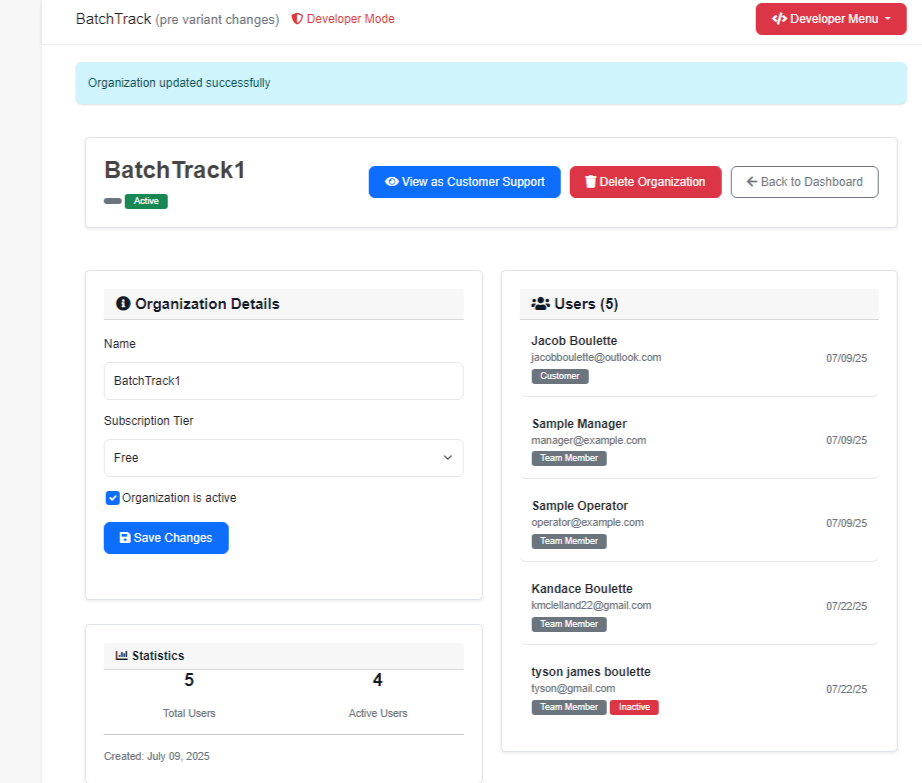 BatchTrack (pre variant changes) Developer Mode
Developer Menu
Organization updated successfully
BatchTrack1
Active
View as Customer Support
Delete Organization
Back to Dashboard
Organization Details
Name
BatchTrack1
Subscription Tier
Free
Organization is active
Save Changes
Statistics
5
Total Users
4
Active Users
Created: July 09, 2025
Users (5)
Jacob Boulette
jacobboulette@outlook.com
Customer
07/09/25
Sample Manager
manager@example.com
Team Member
07/09/25
Sample Operator
operator@example.com
Team Member
07/09/25
Kandace Boulette
kmclelland22@gmail.com
Team Member
07/22/25
tyson james boulette
tyson@gmail.com
Team Member Inactive
07/22/25